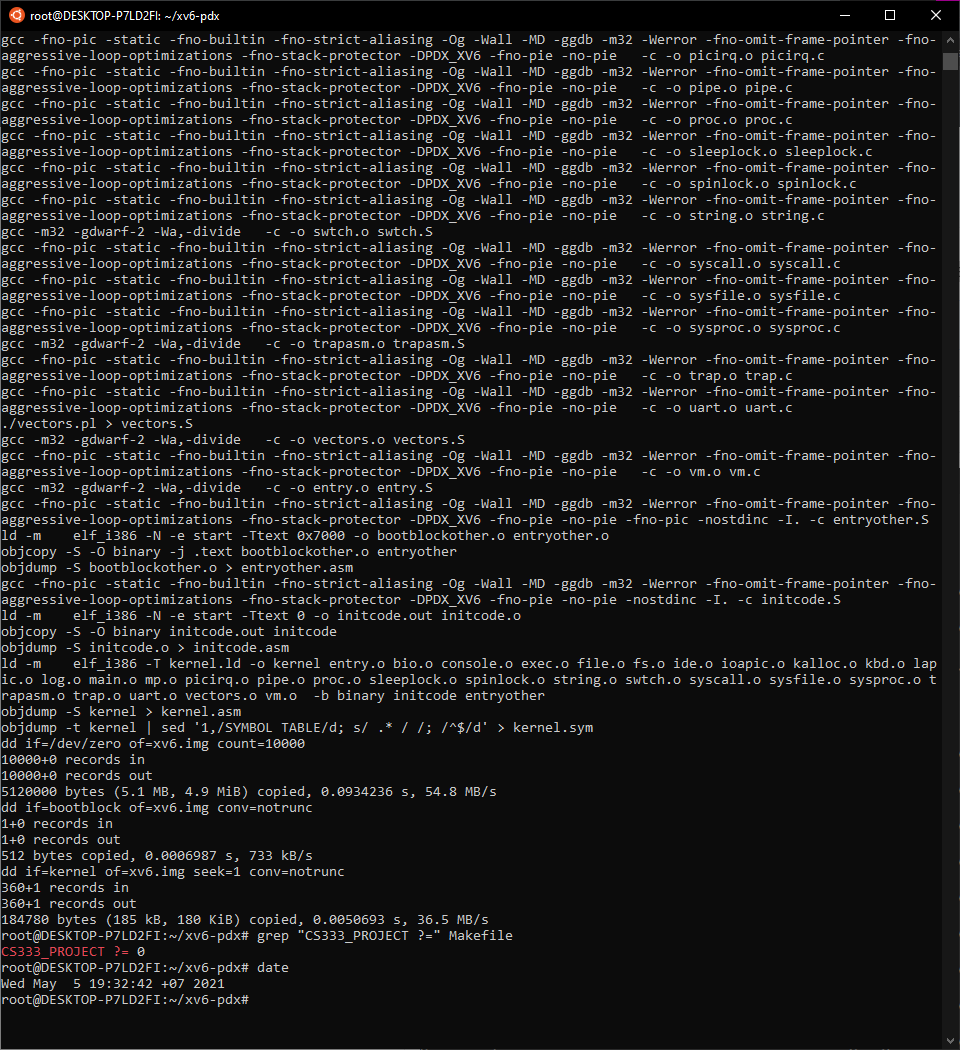 root@DESKTOP-P7LD2FI: ~/xv6-pdx
gcc -fno-pic -static -fno-builtin -fno-strict-aliasing -Og -Wall -MD -ggdb -m32 -Werror -fno-omit-frame-pointer -fno-
aggressive-loop-optimizations -fno-stack-protector -DPDX_XV6 -fno-pie -no-pie   -c -o picirq.o picirq.c
gcc -fno-pic -static -fno-builtin -fno-strict-aliasing -Og -Wall -MD -ggdb -m32 -Werror -fno-omit-frame-pointer -fno-
aggressive-loop-optimizations -fno-stack-protector -DPDX_XV6 -fno-pie -no-pie   -c -o pipe.o pipe.c
gcc -fno-pic -static -fno-builtin -fno-strict-aliasing -Og -Wall -MD -ggdb -m32 -Werror -fno-omit-frame-pointer -fno-
aggressive-loop-optimizations -fno-stack-protector -DPDX_XV6 -fno-pie -no-pie   -c -o proc.o proc.c
gcc -fno-pic -static -fno-builtin -fno-strict-aliasing -Og -Wall -MD -ggdb -m32 -Werror -fno-omit-frame-pointer -fno-
aggressive-loop-optimizations -fno-stack-protector -DPDX_XV6 -fno-pie -no-pie   -c -o sleeplock.o sleeplock.c
gcc -fno-pic -static -fno-builtin -fno-strict-aliasing -Og -Wall -MD -ggdb -m32 -Werror -fno-omit-frame-pointer -fno-
aggressive-loop-optimizations -fno-stack-protector -DPDX_XV6 -fno-pie -no-pie   -c -o spinlock.o spinlock.c
gcc -fno-pic -static -fno-builtin -fno-strict-aliasing -Og -Wall -MD -ggdb -m32 -Werror -fno-omit-frame-pointer -fno-
aggressive-loop-optimizations -fno-stack-protector -DPDX_XV6 -fno-pie -no-pie   -c -o string.o string.c
gcc -m32 -gdwarf-2 -Wa,-divide   -c -o swtch.o swtch.S
gcc -fno-pic -static -fno-builtin -fno-strict-aliasing -Og -Wall -MD -ggdb -m32 -Werror -fno-omit-frame-pointer -fno-
aggressive-loop-optimizations -fno-stack-protector -DPDX_XV6 -fno-pie -no-pie   -c -o syscall.o syscall.c
gcc -fno-pic -static -fno-builtin -fno-strict-aliasing -Og -Wall -MD -ggdb -m32 -Werror -fno-omit-frame-pointer -fno-
aggressive-loop-optimizations -fno-stack-protector -DPDX_XV6 -fno-pie -no-pie   -c -o sysfile.o sysfile.c
gcc -fno-pic -static -fno-builtin -fno-strict-aliasing -Og -Wall -MD -ggdb -m32 -Werror -fno-omit-frame-pointer -fno-
aggressive-loop-optimizations -fno-stack-protector -DPDX_XV6 -fno-pie -no-pie   -c -o sysproc.o sysproc.c
gcc -m32 -gdwarf-2 -Wa,-divide   -c -o trapasm.o trapasm.S
gcc -fno-pic -static -fno-builtin -fno-strict-aliasing -Og -Wall -MD -ggdb -m32 -Werror -fno-omit-frame-pointer -fno-
aggressive-loop-optimizations -fno-stack-protector -DPDX_XV6 -fno-pie -no-pie   -c -o trap.o trap.c
gcc -fno-pic -static -fno-builtin -fno-strict-aliasing -Og -Wall -MD -ggdb -m32 -Werror -fno-omit-frame-pointer -fno-
aggressive-loop-optimizations -fno-stack-protector -DPDX_XV6 -fno-pie -no-pie   -c -o uart.o uart.c
./vectors.pl > vectors.S
gcc -m32 -gdwarf-2 -Wa,-divide   -c -o vectors.o vectors.S
gcc -fno-pic -static -fno-builtin -fno-strict-aliasing -Og -Wall -MD -ggdb -m32 -Werror -fno-omit-frame-pointer -fno-
aggressive-loop-optimizations -fno-stack-protector -DPDX_XV6 -fno-pie -no-pie   -c -o vm.o vm.c
gcc -m32 -gdwarf-2 -Wa,-divide   -c -o entry.o entry.S
gcc -fno-pic -static -fno-builtin -fno-strict-aliasing -Og -Wall -MD -ggdb -m32 -Werror -fno-omit-frame-pointer -fno-
aggressive-loop-optimizations -fno-stack-protector -DPDX_XV6 -fno-pie -no-pie -fno-pic -nostdinc -I. -c entryother.S
ld -m    elf_i386 -N -e start -Ttext 0x7000 -o bootblockother.o entryother.o
objcopy -S -O binary -j .text bootblockother.o entryother
objdump -S bootblockother.o > entryother.asm
gcc -fno-pic -static -fno-builtin -fno-strict-aliasing -Og -Wall -MD -ggdb -m32 -Werror -fno-omit-frame-pointer -fno-
aggressive-loop-optimizations -fno-stack-protector -DPDX_XV6 -fno-pie -no-pie -nostdinc -I. -c initcode.S
ld -m    elf_i386 -N -e start -Ttext 0 -o initcode.out initcode.o
objcopy -S -O binary initcode.out initcode
objdump -S initcode.o > initcode.asm
ld -m    elf_i386 -T kernel.ld -o kernel entry.o bio.o console.o exec.o file.o fs.o ide.o ioapic.o kalloc.o kbd.o lap
ic.o log.o main.o mp.o picirq.o pipe.o proc.o sleeplock.o spinlock.o string.o swtch.o syscall.o sysfile.o sysproc.o t
rapasm.o trap.o uart.o vectors.o vm.o  -b binary initcode entryother
objdump -S kernel > kernel.asm
objdump -t kernel | sed '1,/SYMBOL TABLE/d; s/ .* / /; /^$/d' > kernel.sym
dd if=/dev/zero of=xv6.img count=10000
10000+0 records in
10000+0 records out
5120000 bytes (5.1 MB, 4.9 MiB) copied, 0.0934236 s, 54.8 MB/s
dd if=bootblock of=xv6.img conv=notrunc
1+0 records in
1+0 records out
512 bytes copied, 0.0006987 s, 733 kB/s
dd if=kernel of=xv6.img seek=1 conv=notrunc
360+1 records in
360+1 records out
184780 bytes (185 kB, 180 KiB) copied, 0.0050693 s, 36.5 MB/s
root@DESKTOP-P7LD2FI:~/xv6-pdx# grep "CS333_PROJECT ?=" Makefile
CS333_PROJECT ?= 0
root@DESKTOP-P7LD2FI:~/xv6-pdx# date
Wed May  5 19:32:42 +07 2021
root@DESKTOP-P7LD2FI:~/xv6-pdx#